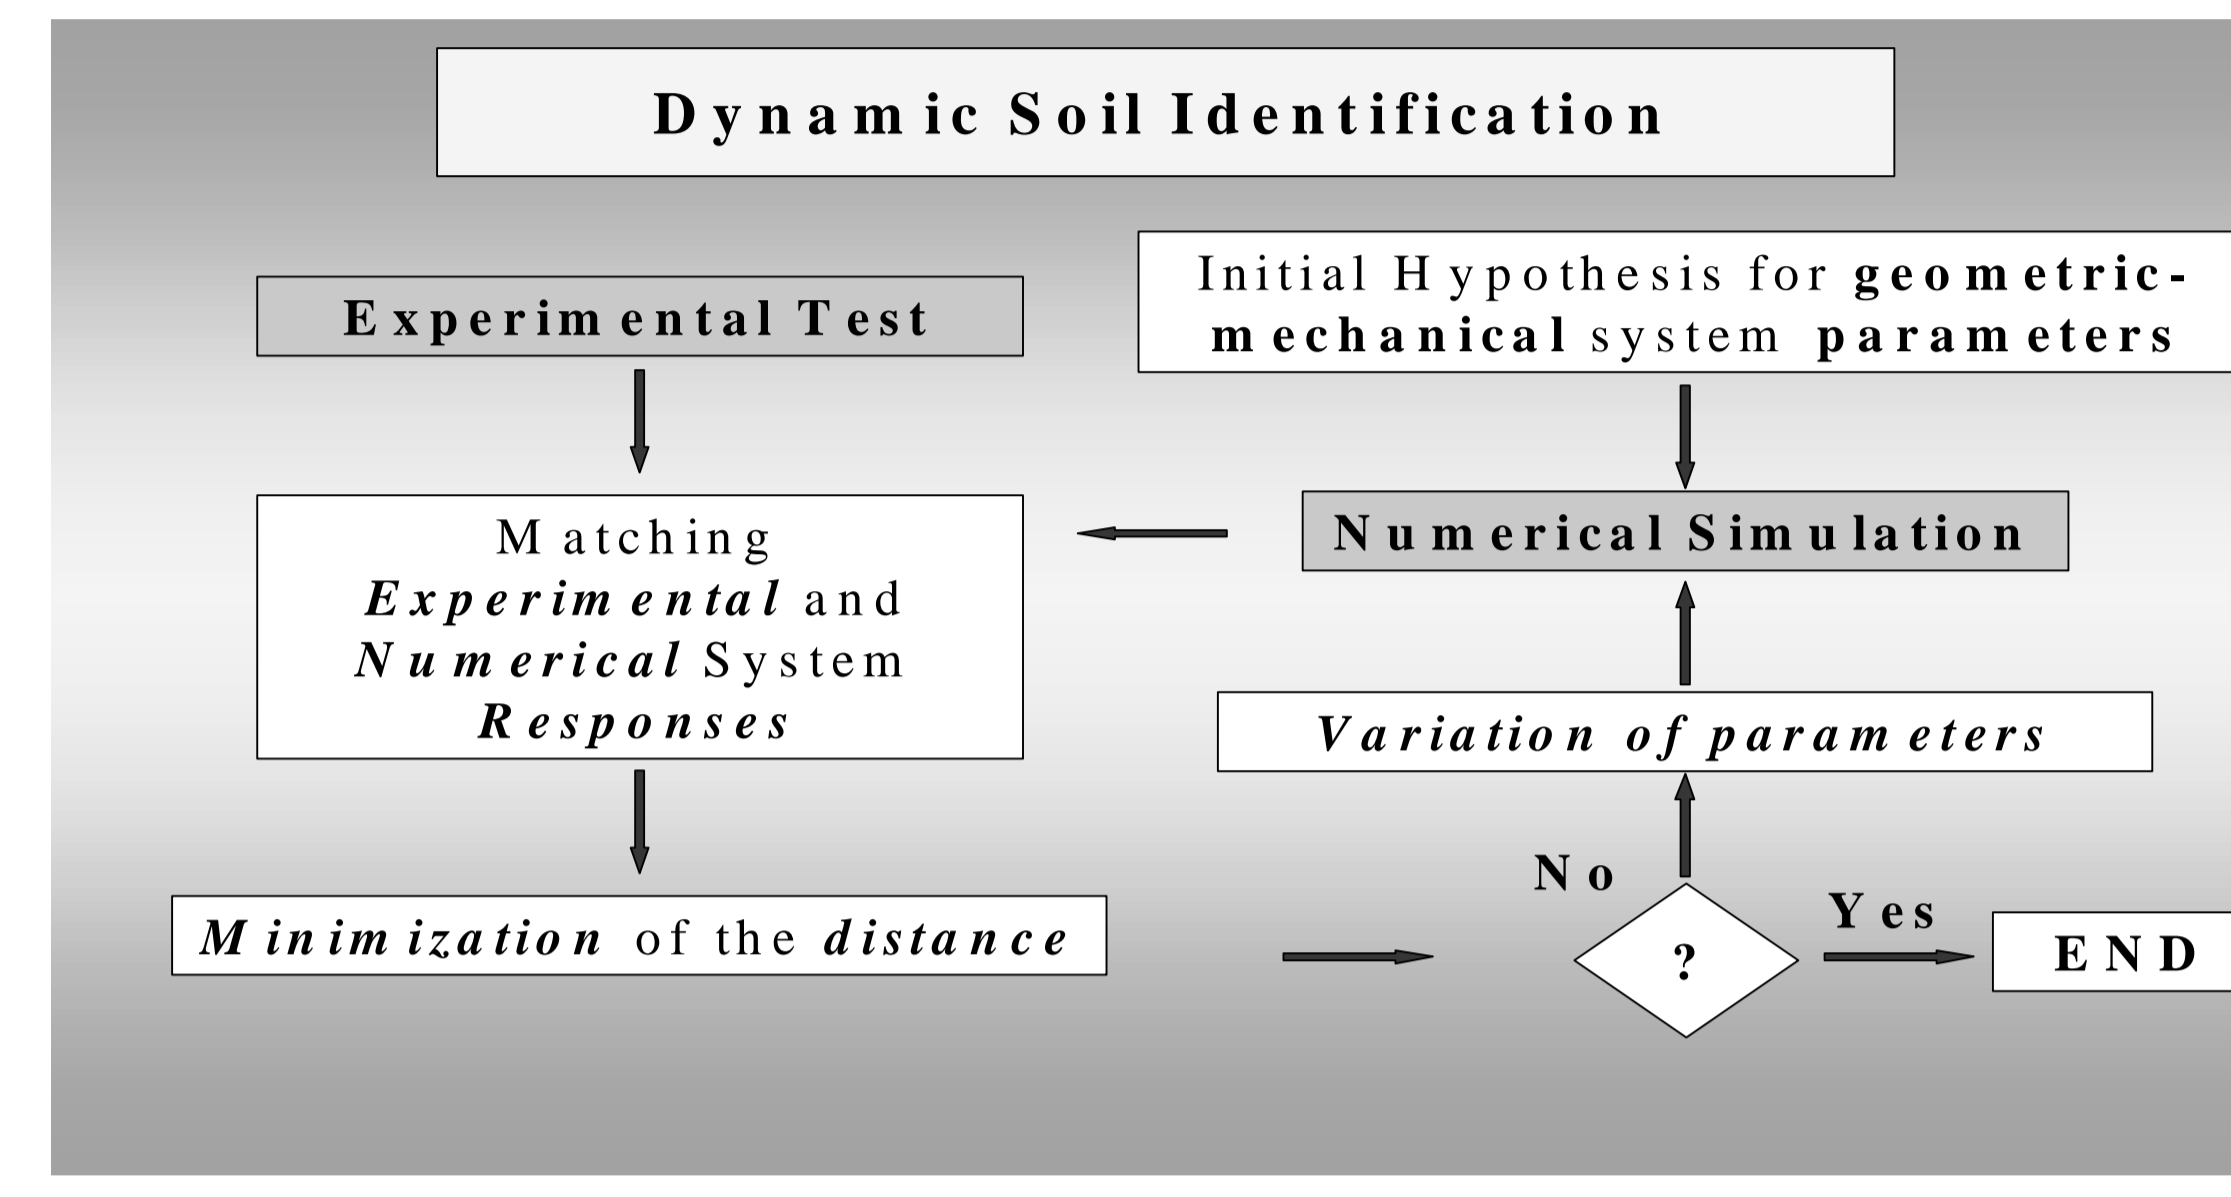 Dynamic Soil Identification
Experimental Test
Initial Hypothesis for geometric-
mechanical system parameters
Matching
Experimental and
Numerical System
Responses
Numerical Simulation
Variation of parameters
Minimization of the distance
No
?
Yes
END